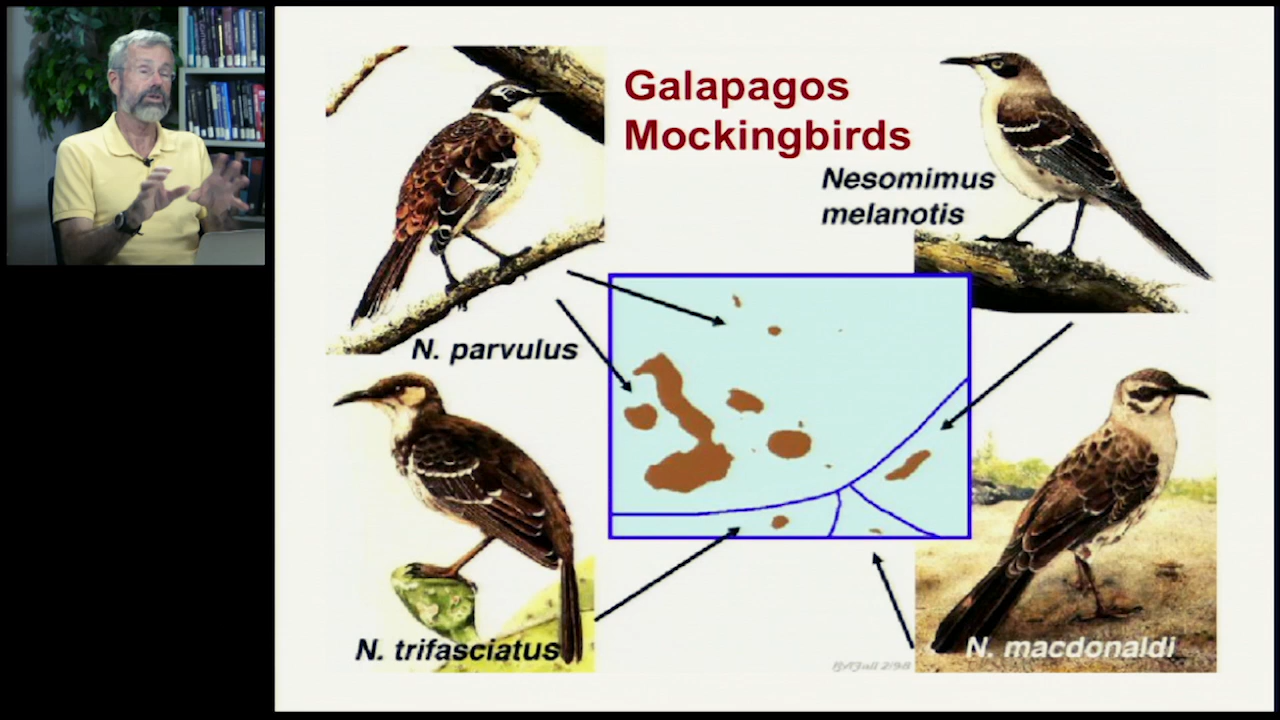 Galapagos
Mockingbirds
Nesomimus
melanotis
N. parvulus
N. trifasciatus
N. macdonaldi